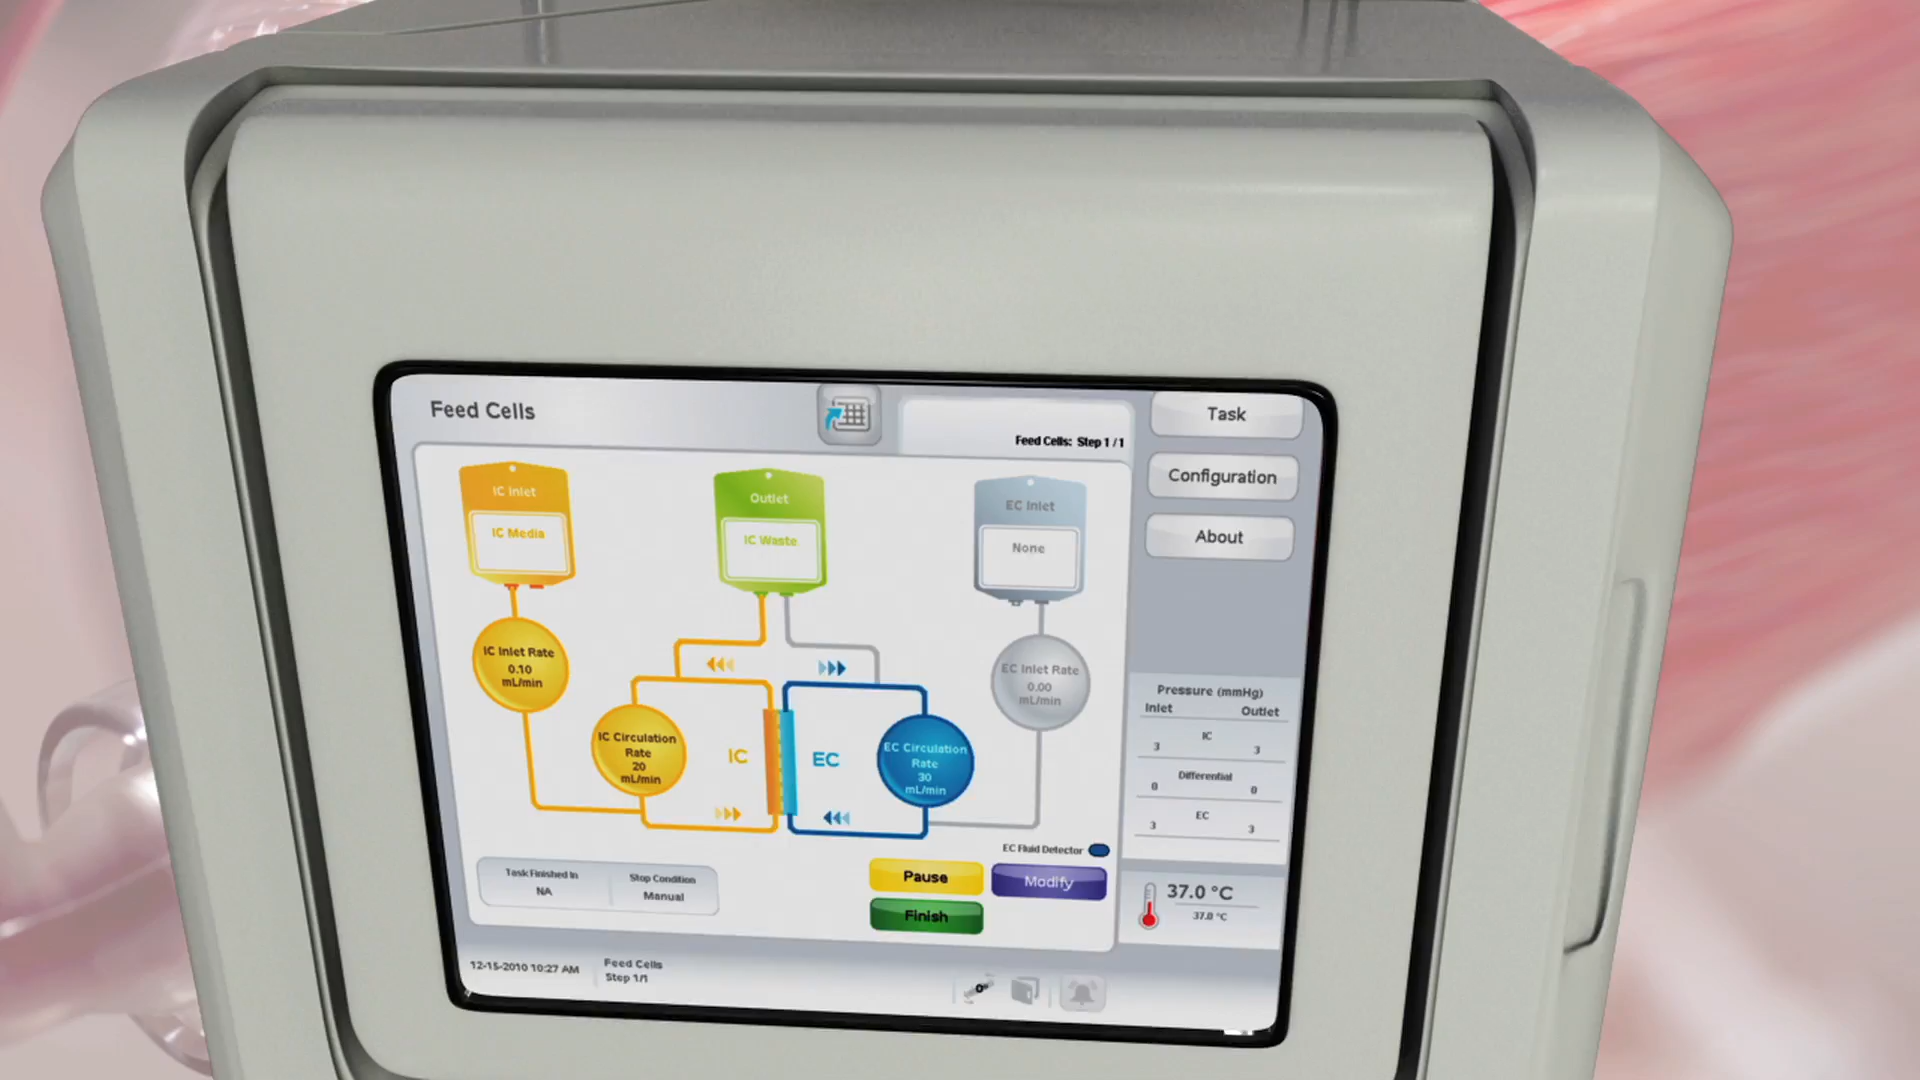 Feed Cells
Feed Cells: Step 1 / 1
Task
Configuration
About
IC Inlet
IC Media
Outlet
IC Waste
EC Inlet
None
IC Inlet Rate
0.10
mL/min
EC Inlet Rate
0.00
mL/min
IC Circulation
Rate
20
mL/min
IC
EC
EC Circulation
Rate
30
mL/min
Pressure (mmHg)
Inlet
Outlet
IC
3
3
Differential
0
0
EC
3
3
EC Fluid Detector
Task Finished In
NA
Stop Condition
Manual
Pause
Modify
Finish
37.0 °C
37.0 °C
12-15-2010 10:27 AM
Feed Cells
Step 1/1
0°